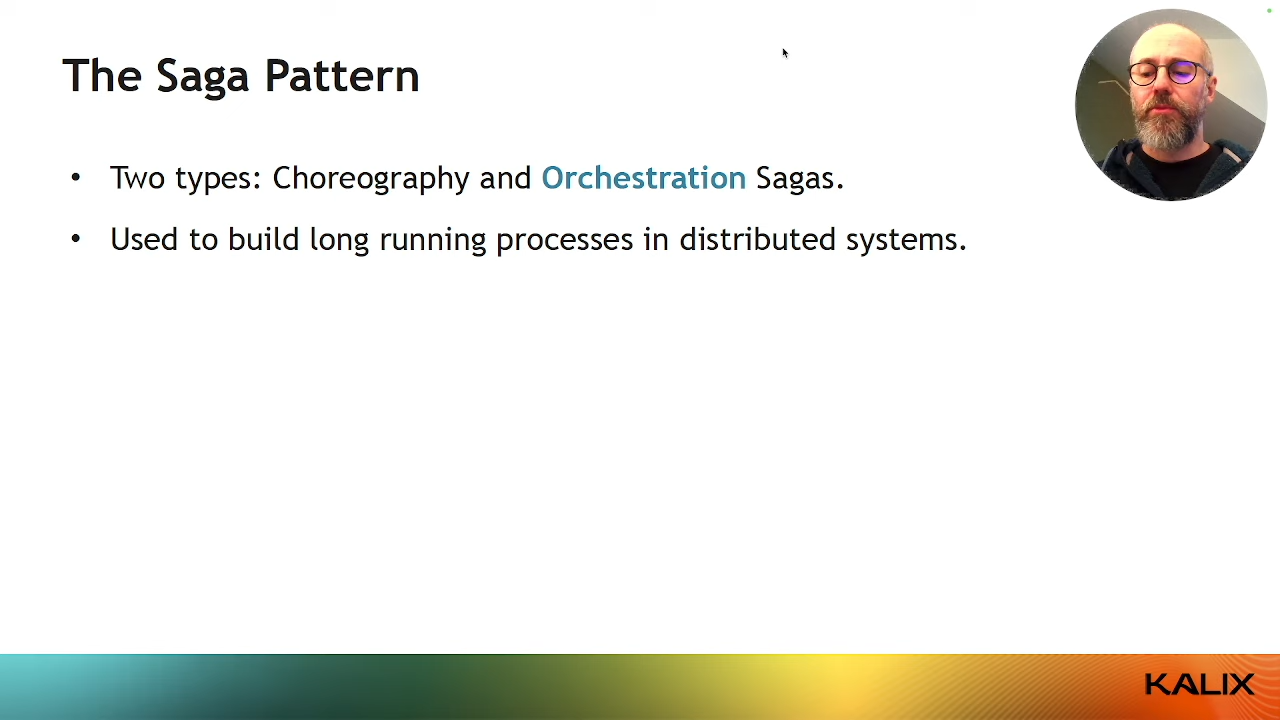 The Saga Pattern
• Two types: Choreography and Orchestration Sagas.
• Used to build long running processes in distributed systems.
KALIX